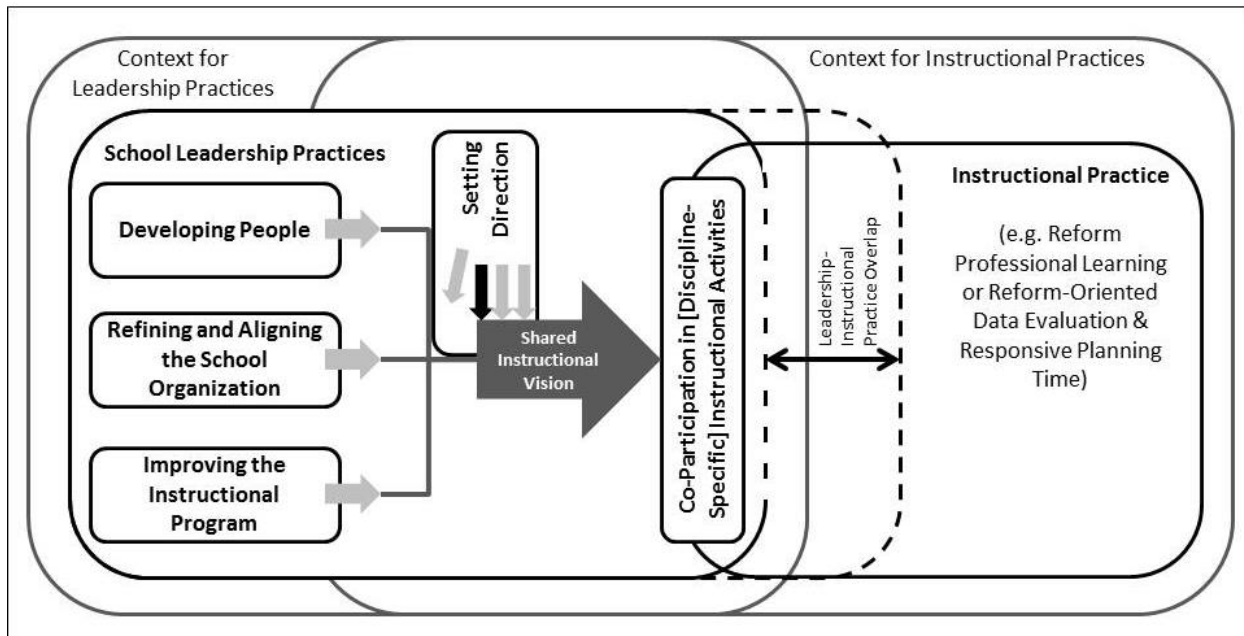 Context for
Leadership Practices
Context for Instructional Practices
School Leadership Practices
Developing People
Refining and Aligning
the School
Organization
Improving the
Instructional
Program
Setting
Direction
Shared
Instructional
Vision
Co-Participation in [Discipline-
Specific] Instructional Activities
Leadership-
Instructional
Practice Overlap
Instructional Practice
(e.g. Reform
Professional Learning
or Reform-Oriented
Data Evaluation &
Responsive Planning
Time)